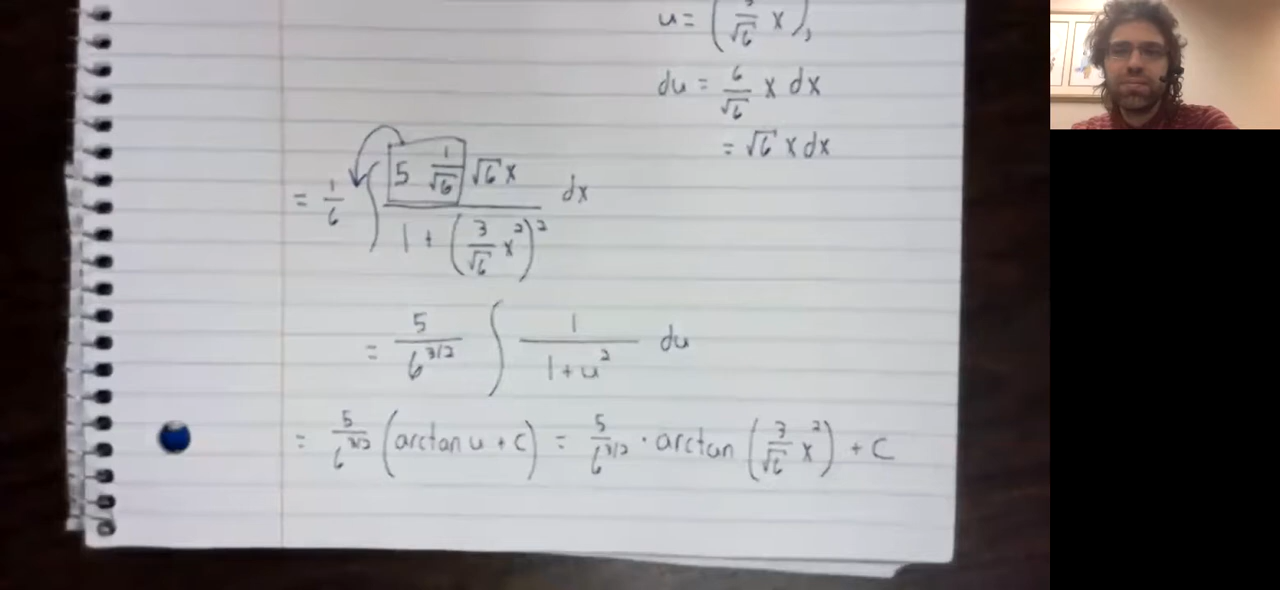 u = (3/√6 x),
du = 6/√6 x dx
= √6 x dx
= 1/6 ∫ (5 1/√6 √6 x)/(1 + (3/√6 x²)²) dx
= 5/6^(3/2) ∫ 1/(1+u²) du
= 5/6^(3/2) (arctan u + C) = 5/6^(3/2) · arctan (3/√6 x²) + C